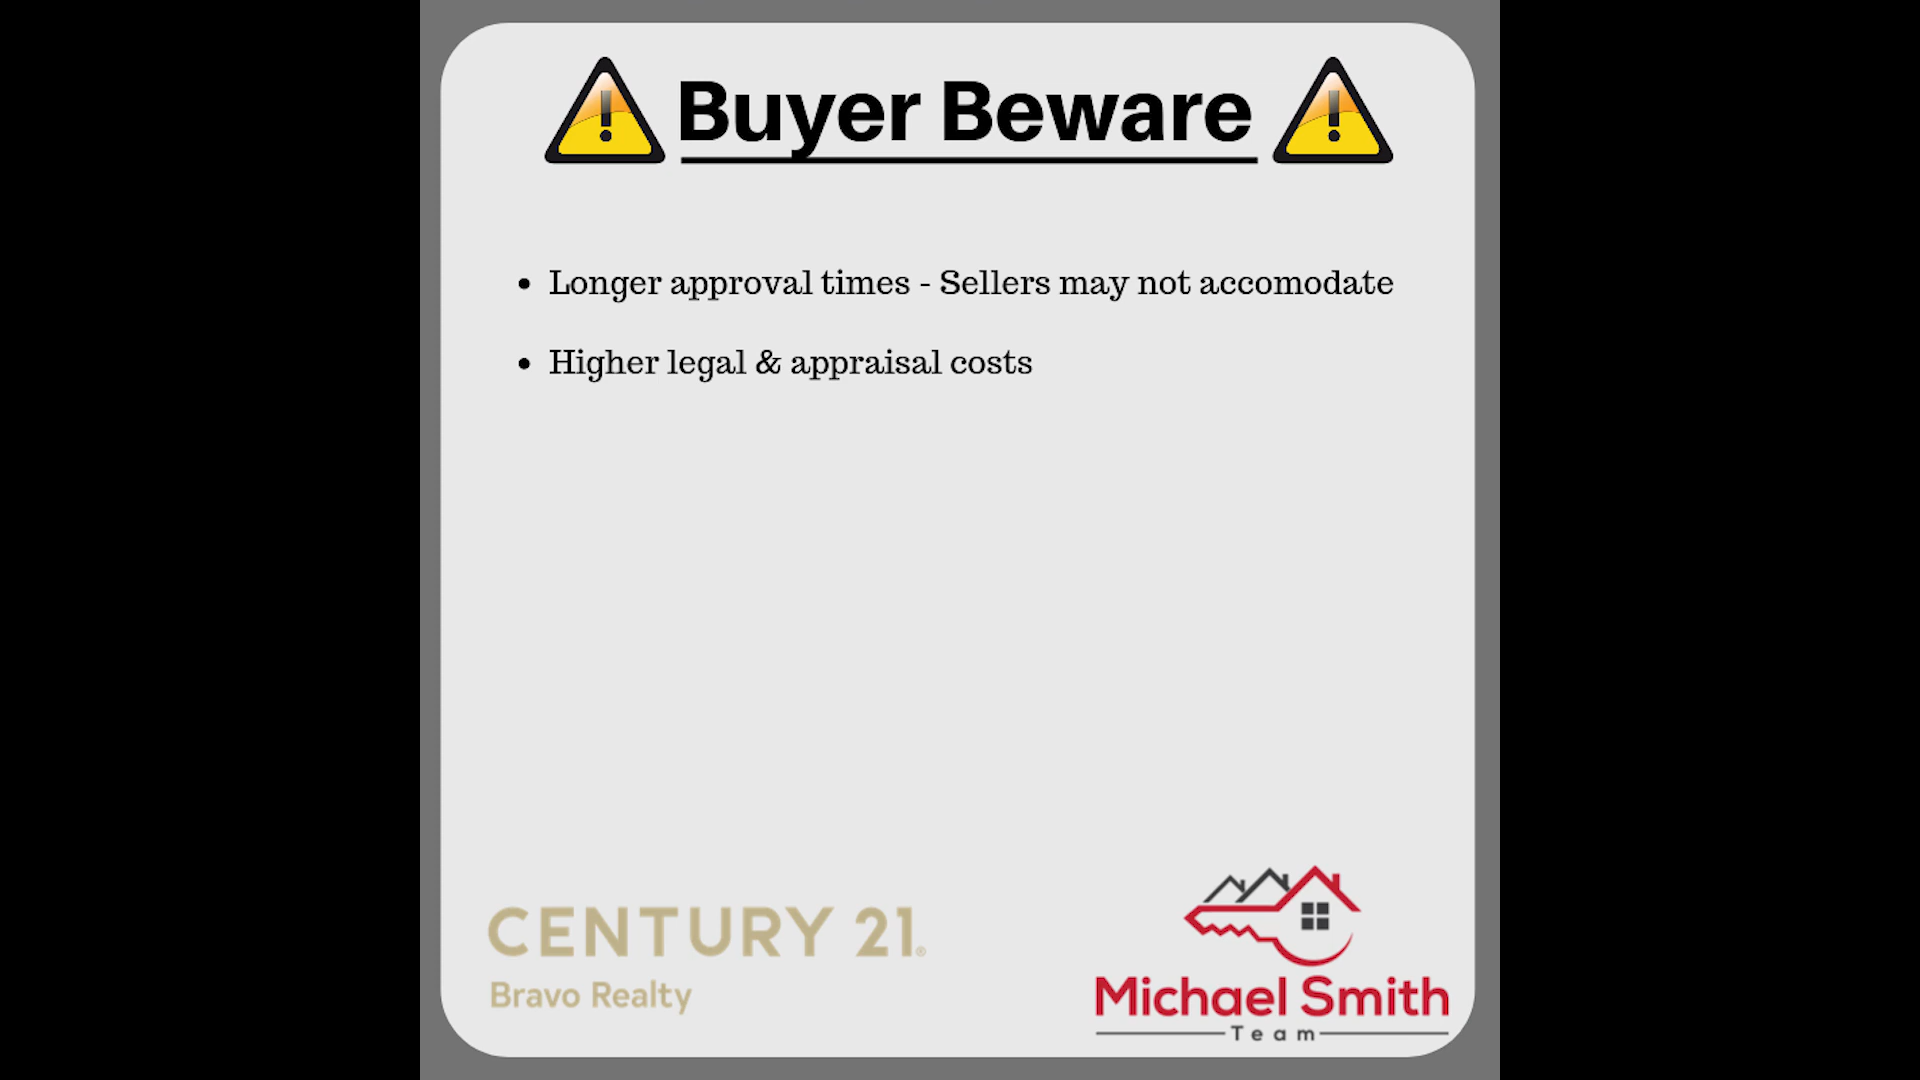 Buyer Beware
• Longer approval times - Sellers may not accomodate
• Higher legal & appraisal costs
CENTURY 21®
Bravo Realty
Michael Smith
Team